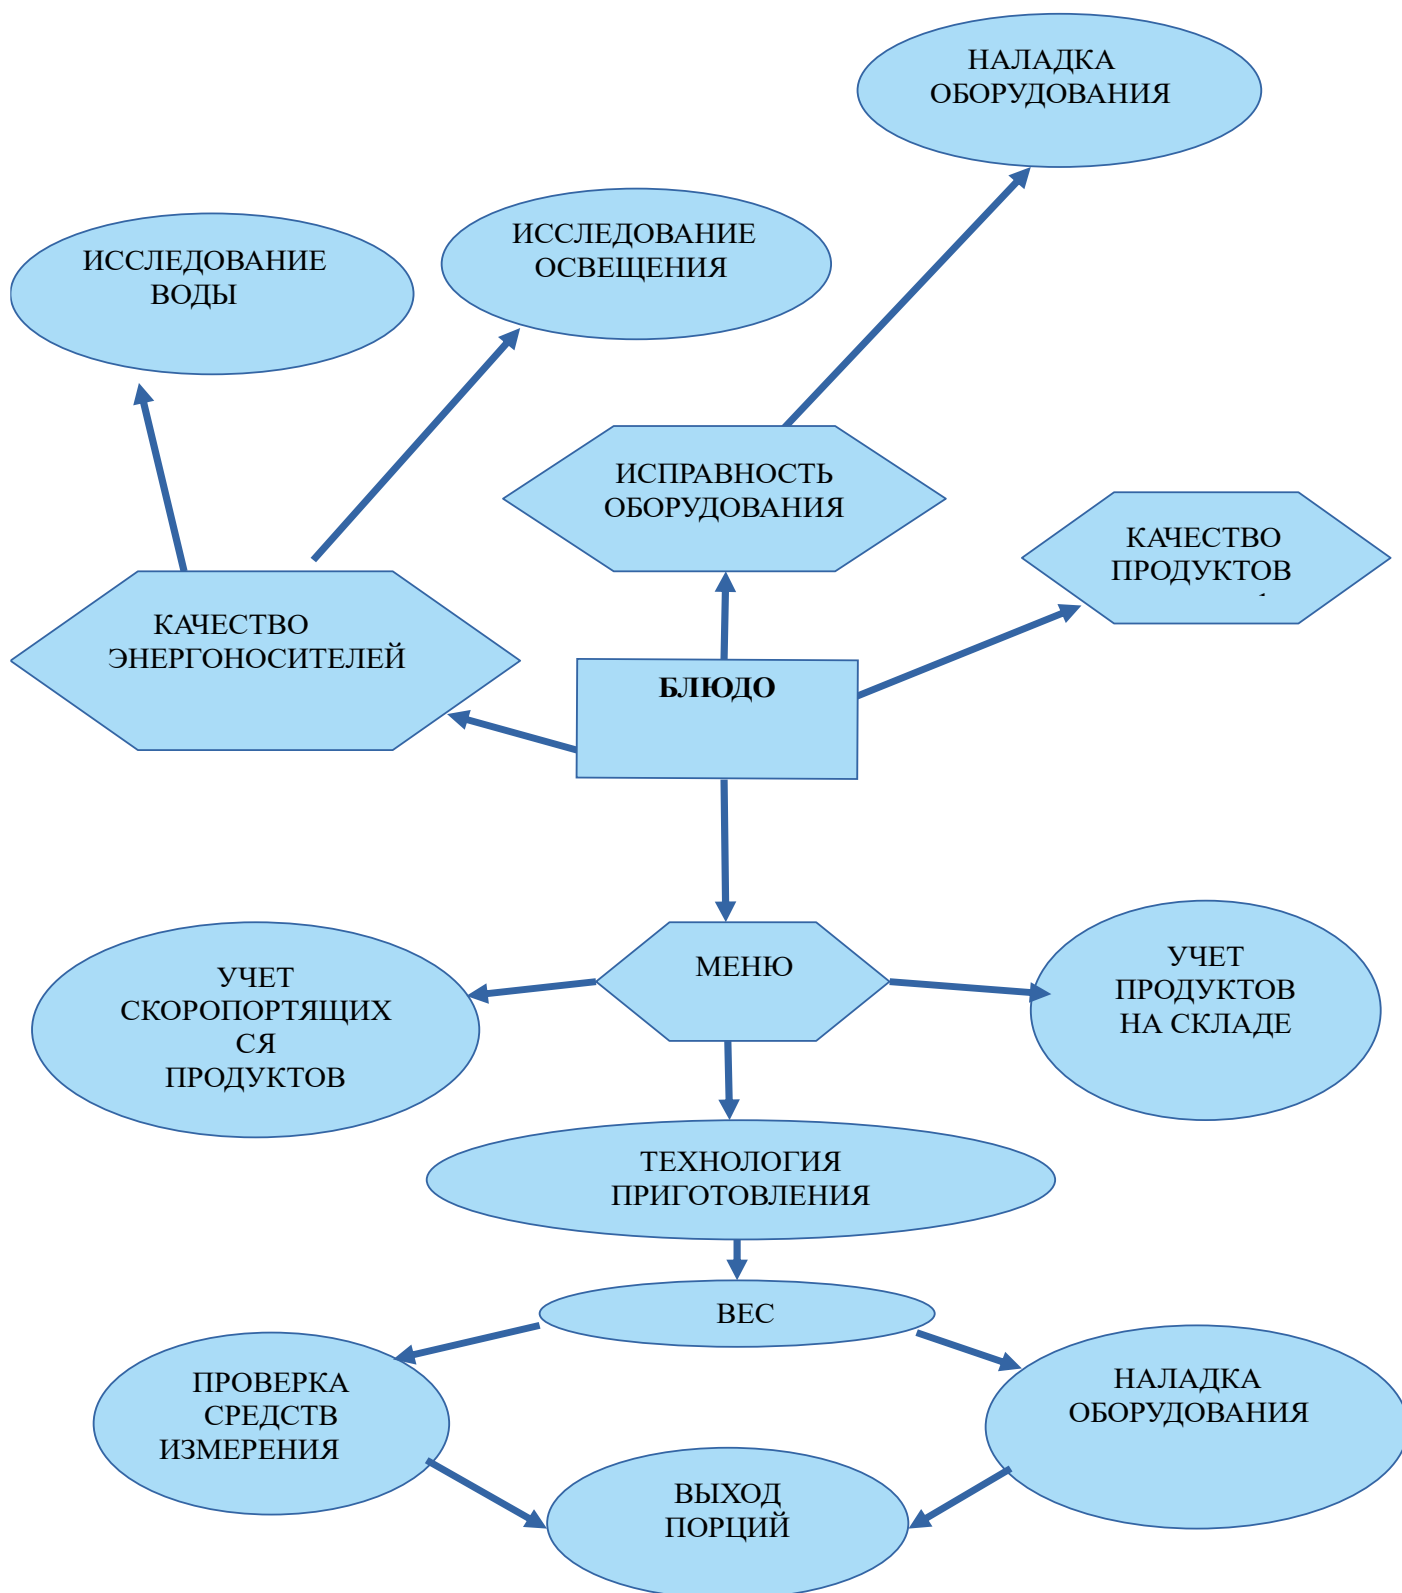 НАЛАДКА
ОБОРУДОВАНИЯ
ИССЛЕДОВАНИЕ
ОСВЕЩЕНИЯ
ИССЛЕДОВАНИЕ
ВОДЫ
ИСПРАВНОСТЬ
ОБОРУДОВАНИЯ
КАЧЕСТВО
ПРОДУКТОВ
КАЧЕСТВО
ЭНЕРГОНОСИТЕЛЕЙ
БЛЮДО
МЕНЮ
УЧЕТ
СКОРОПОРТЯЩИХ
СЯ
ПРОДУКТОВ
УЧЕТ
ПРОДУКТОВ
НА СКЛАДЕ
ТЕХНОЛОГИЯ
ПРИГОТОВЛЕНИЯ
ВЕС
ПРОВЕРКА
СРЕДСТВ
ИЗМЕРЕНИЯ
НАЛАДКА
ОБОРУДОВАНИЯ
ВЫХОД
ПОРЦИЙ